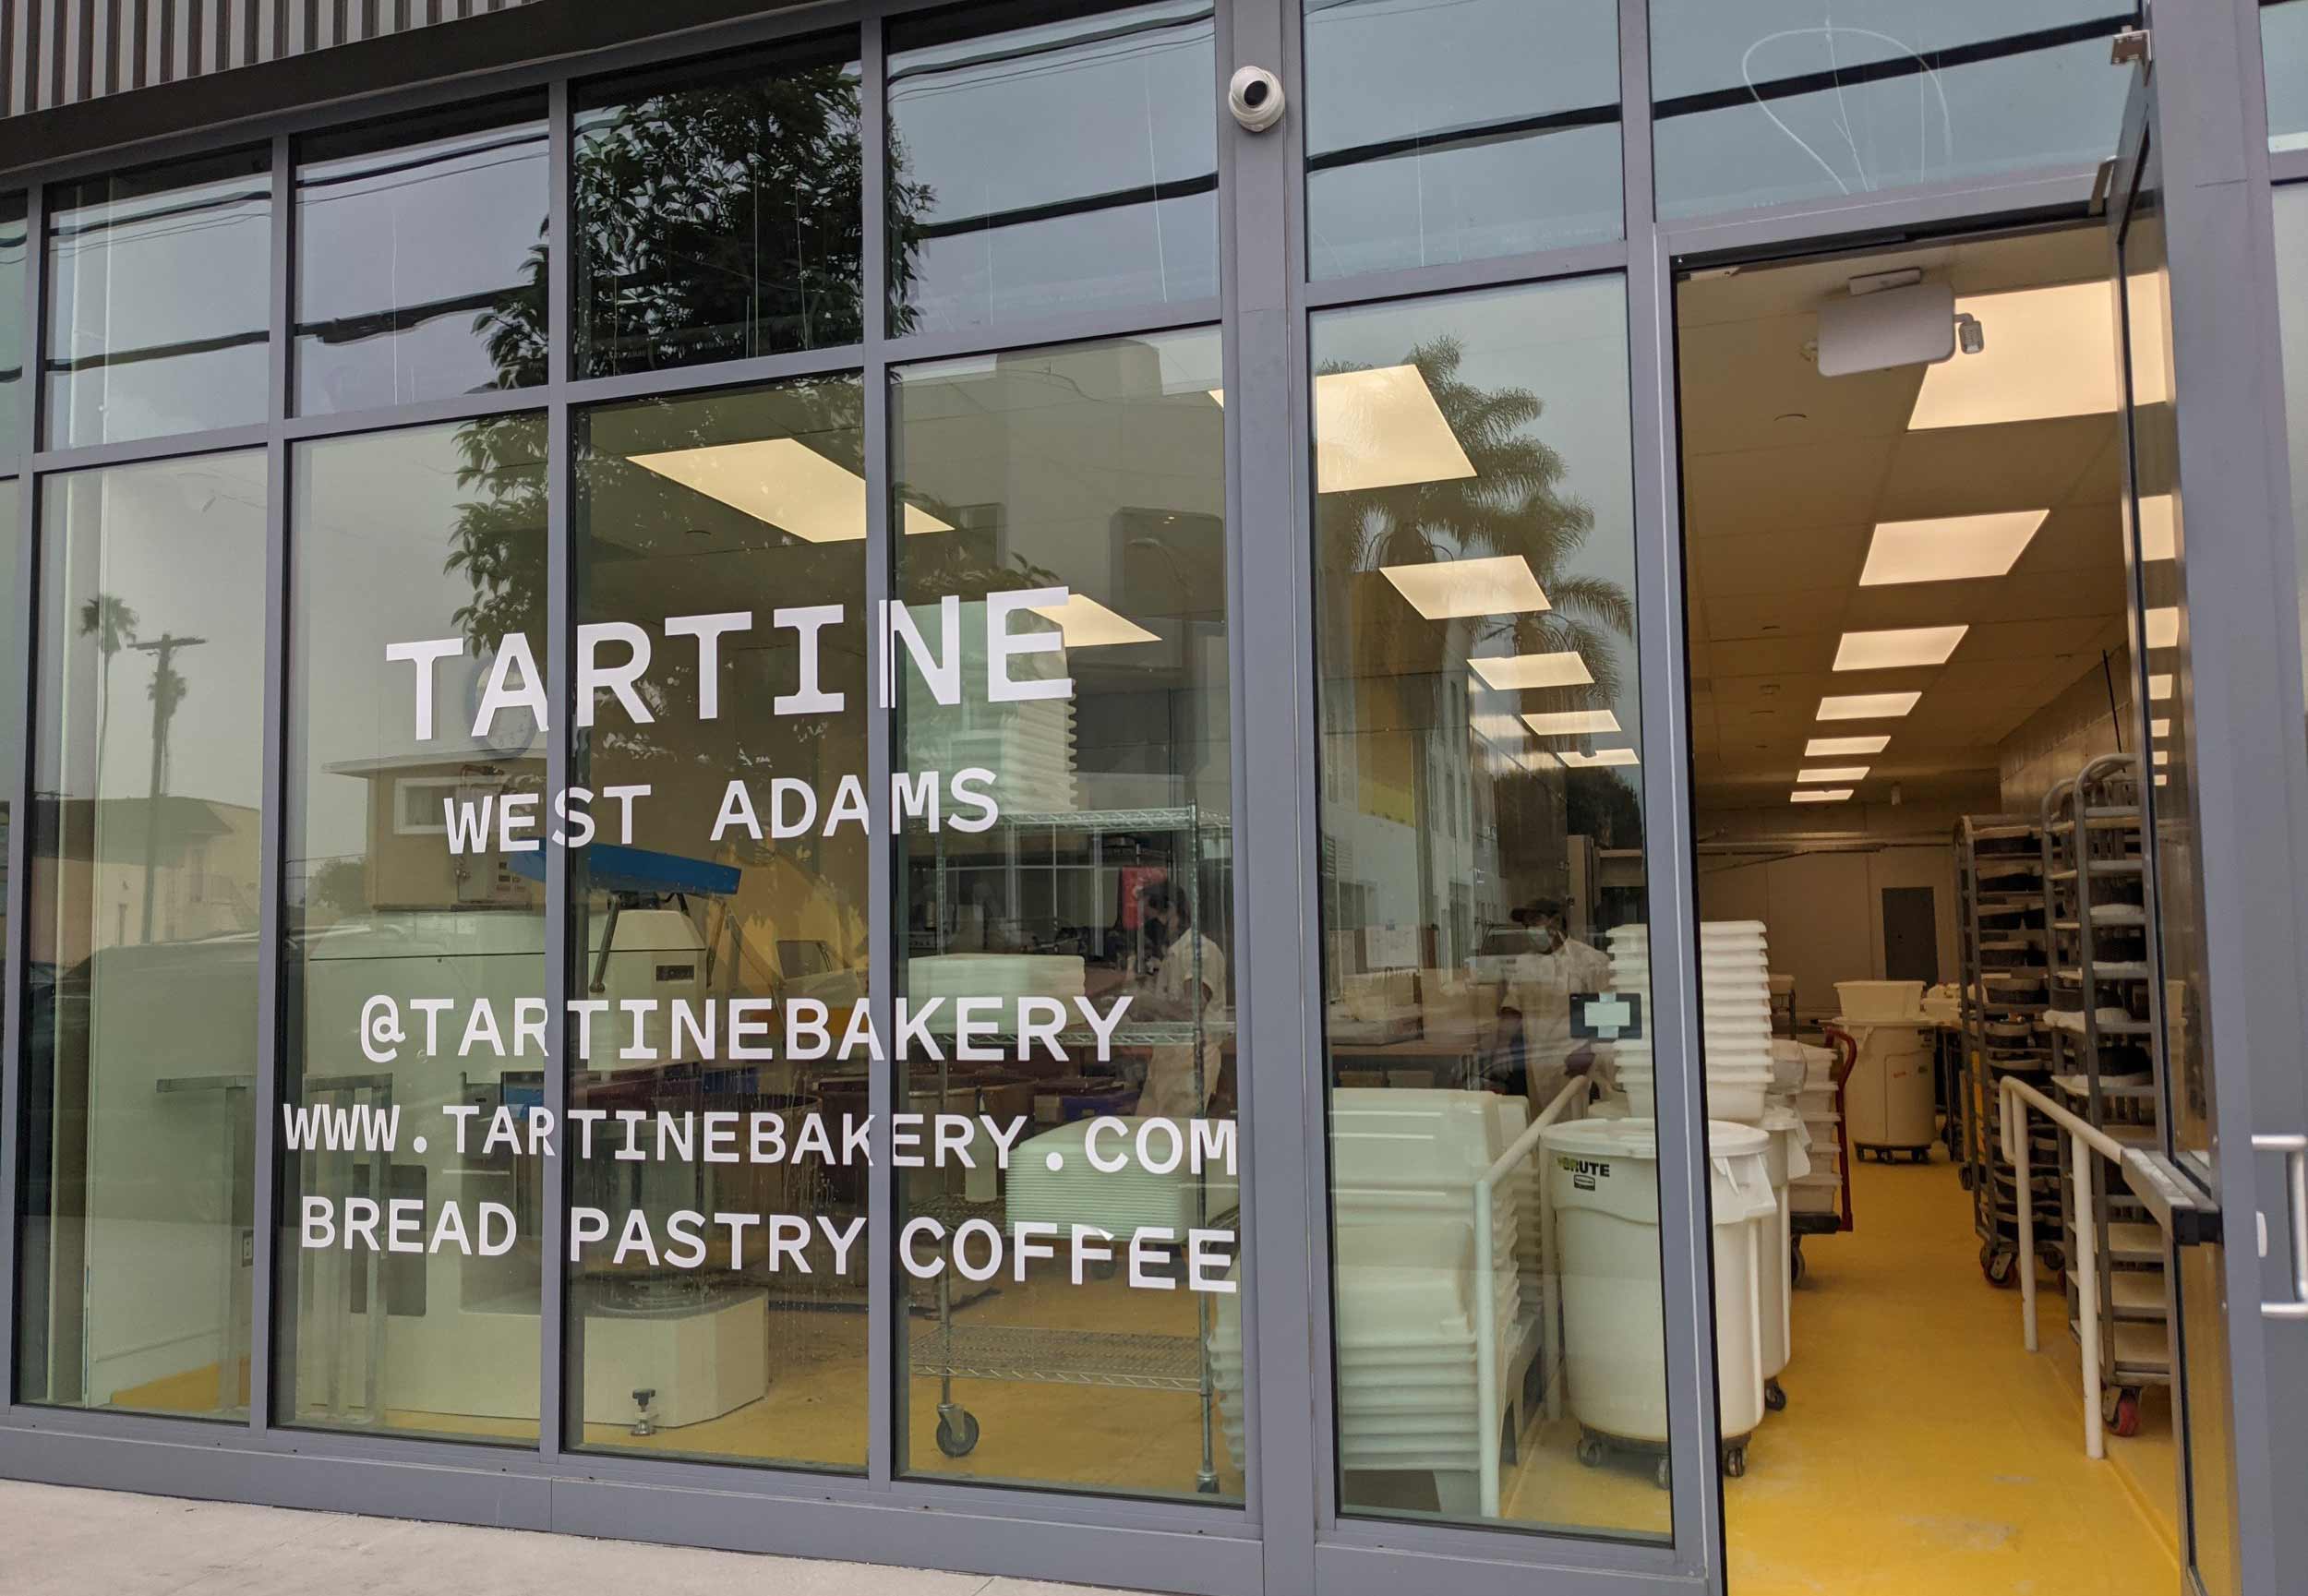 TARTINE
WEST ADAMS
@TARTINEBAKERY
WWW.TARTINEBAKERY.COM
BREAD PASTRY COFFEE
BRUTE